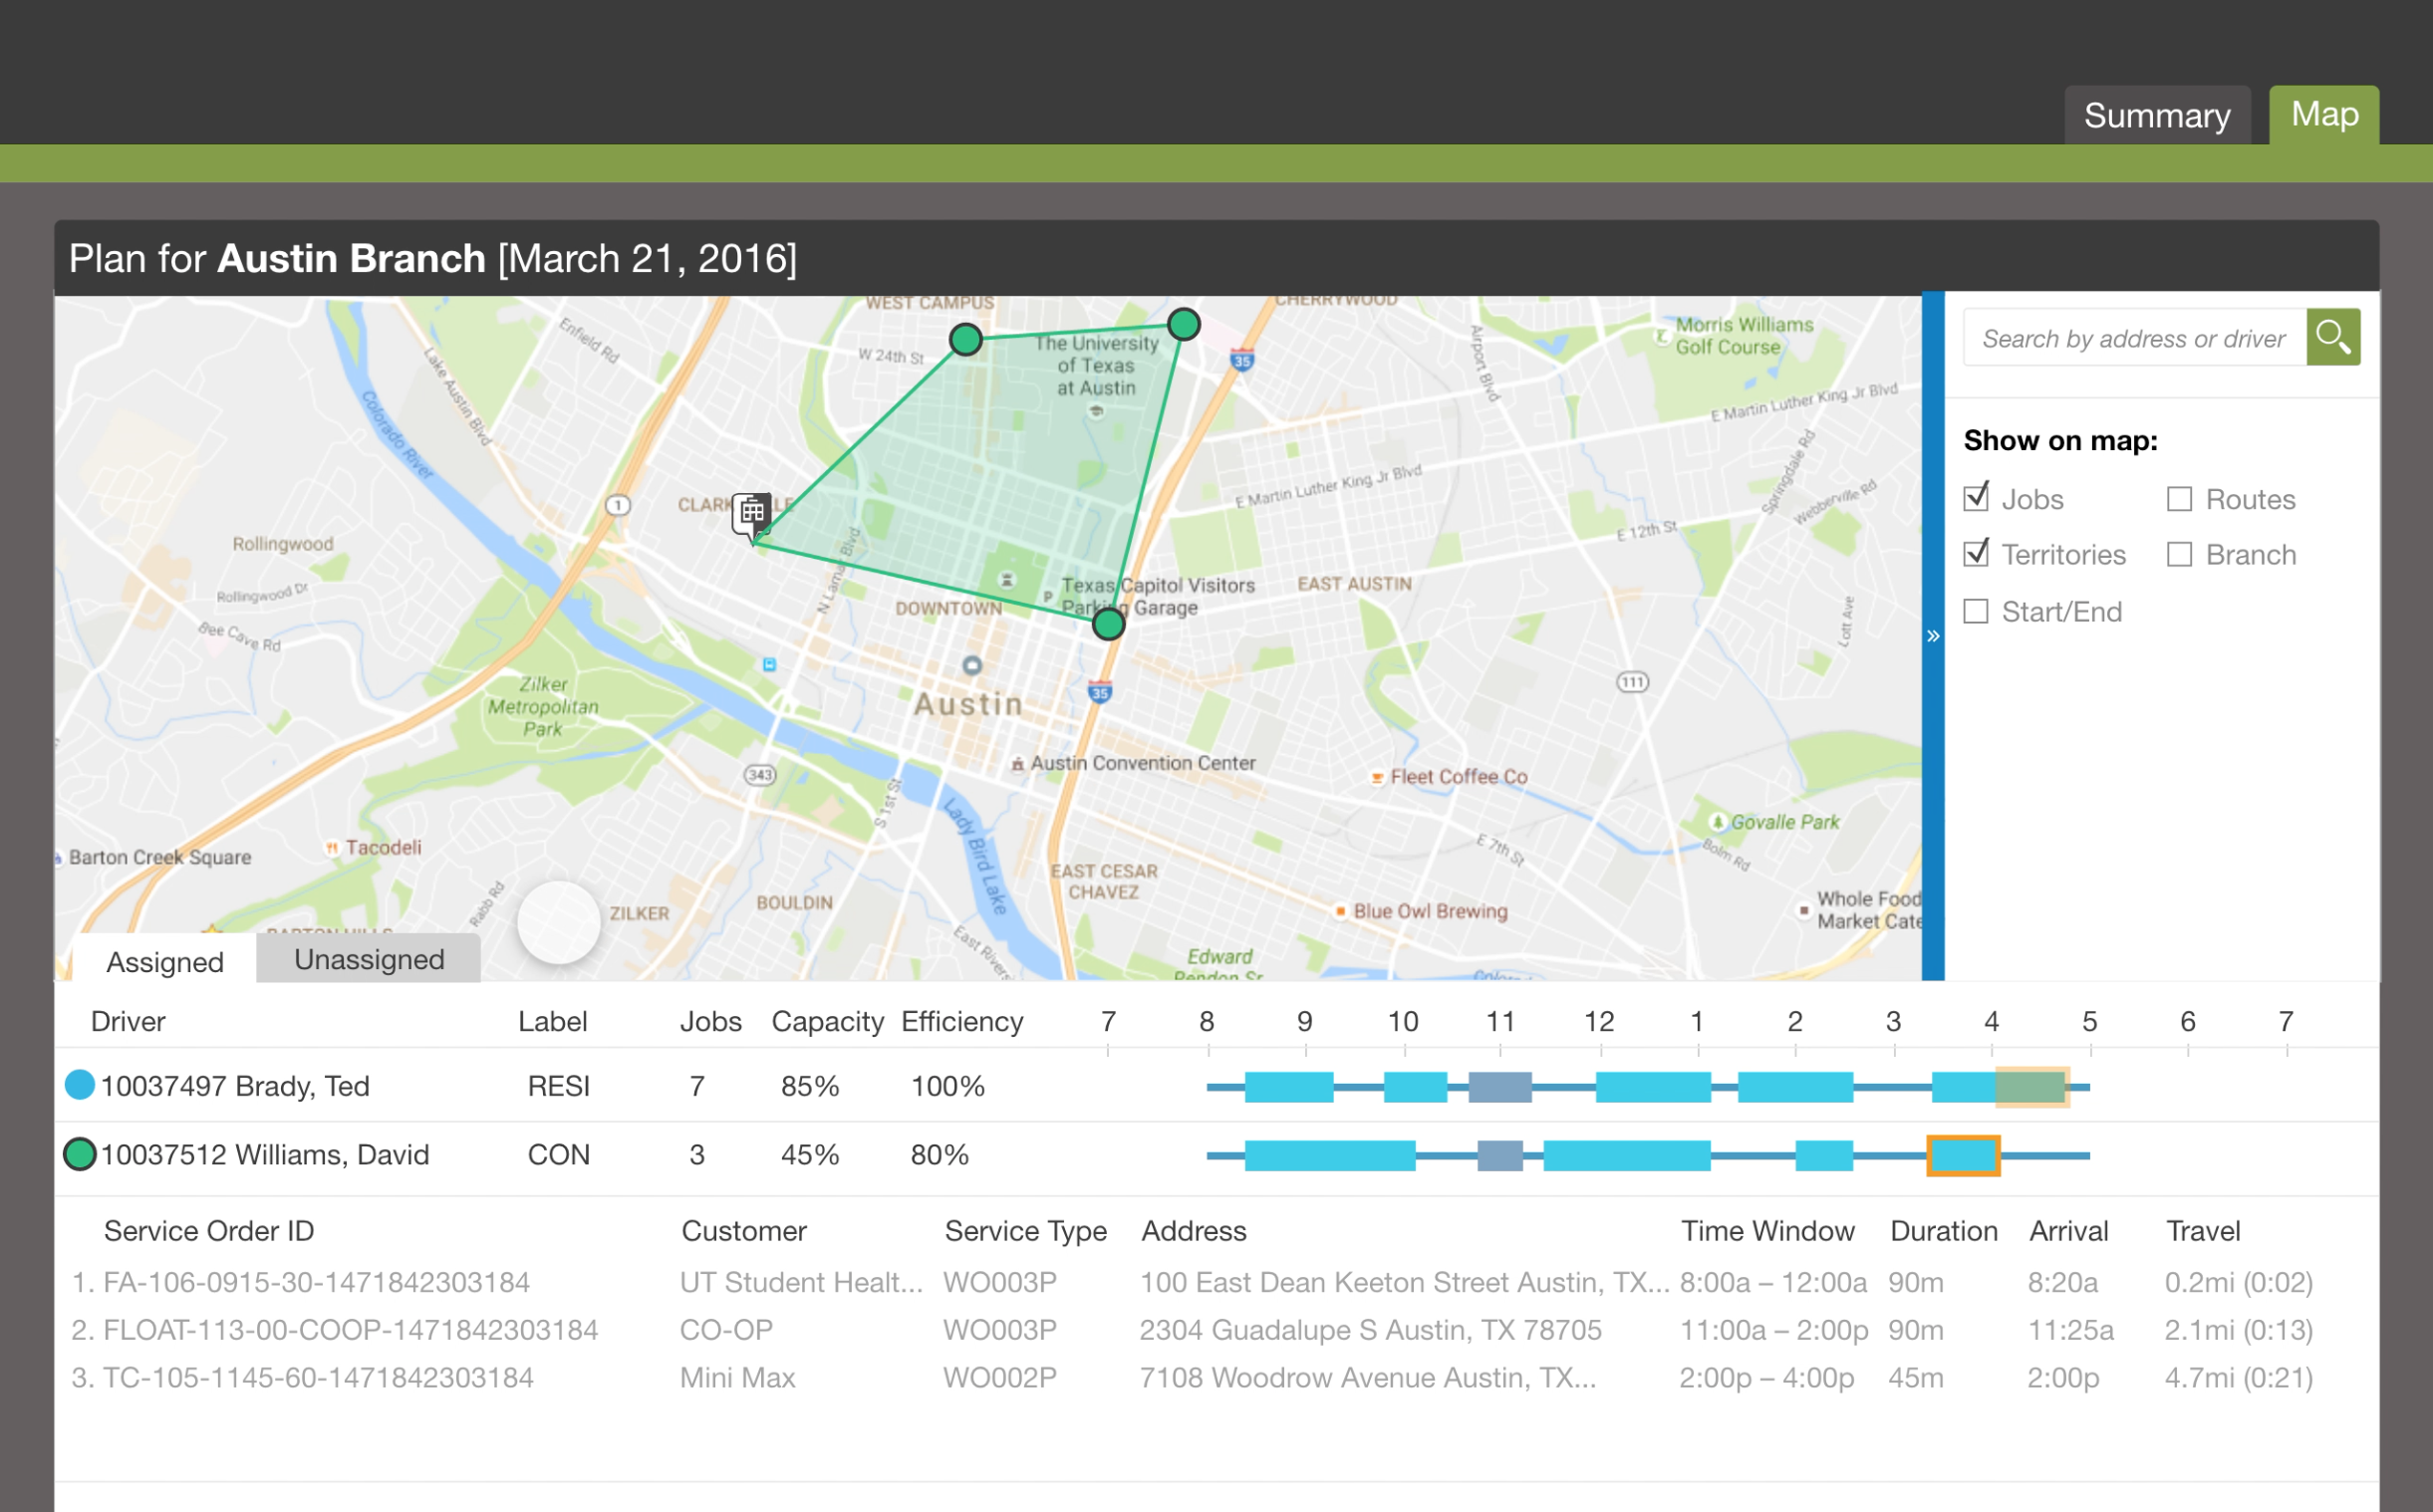 Summary
Map
Plan for Austin Branch [March 21, 2016]
WEST CAMPUS
CHERRYWOOD
Enfield Rd
Lake Austin Blvd
Colorado River
W 24th St
The University
of Texas
at Austin
35
Airport Blvd
Morris Williams
Golf Course
E Martin Luther King Jr Blvd
E Martin Luther King Jr Blvd
Springdale Rd
Webberville Rd
1
E 12th St
Rollingwood
Rollingwood Dr
Bee Cave Rd
N Lamar Blvd
DOWNTOWN
P
Texas Capitol Visitors
Parking Garage
EAST AUSTIN
Lott Ave
Zilker
Metropolitan
Park
Austin
35
111
343
Austin Convention Center
Fleet Coffee Co
S 1st St
Lady Bird Lake
Govalle Park
Bolm Rd
E 7th St
Barton Creek Square
Tacodeli
EAST CESAR
CHAVEZ
Rabb Rd
ZILKER
BOULDIN
Blue Owl Brewing
Whole Food
Market Cate
BARTON HILLS
Edward
Rendon Sr
Search by address or driver
Show on map:
Jobs Routes
Territories Branch
Start/End
»
Assigned Unassigned
Driver Label Jobs Capacity Efficiency 7 8 9 10 11 12 1 2 3 4 5 6 7
10037497 Brady, Ted RESI 7 85% 100%
10037512 Williams, David CON 3 45% 80%
Service Order ID Customer Service Type Address Time Window Duration Arrival Travel
1. FA-106-0915-30-1471842303184 UT Student Healt... WO003P 100 East Dean Keeton Street Austin, TX... 8:00a – 12:00a 90m 8:20a 0.2mi (0:02)
2. FLOAT-113-00-COOP-1471842303184 CO-OP WO003P 2304 Guadalupe S Austin, TX 78705 11:00a – 2:00p 90m 11:25a 2.1mi (0:13)
3. TC-105-1145-60-1471842303184 Mini Max WO002P 7108 Woodrow Avenue Austin, TX... 2:00p – 4:00p 45m 2:00p 4.7mi (0:21)